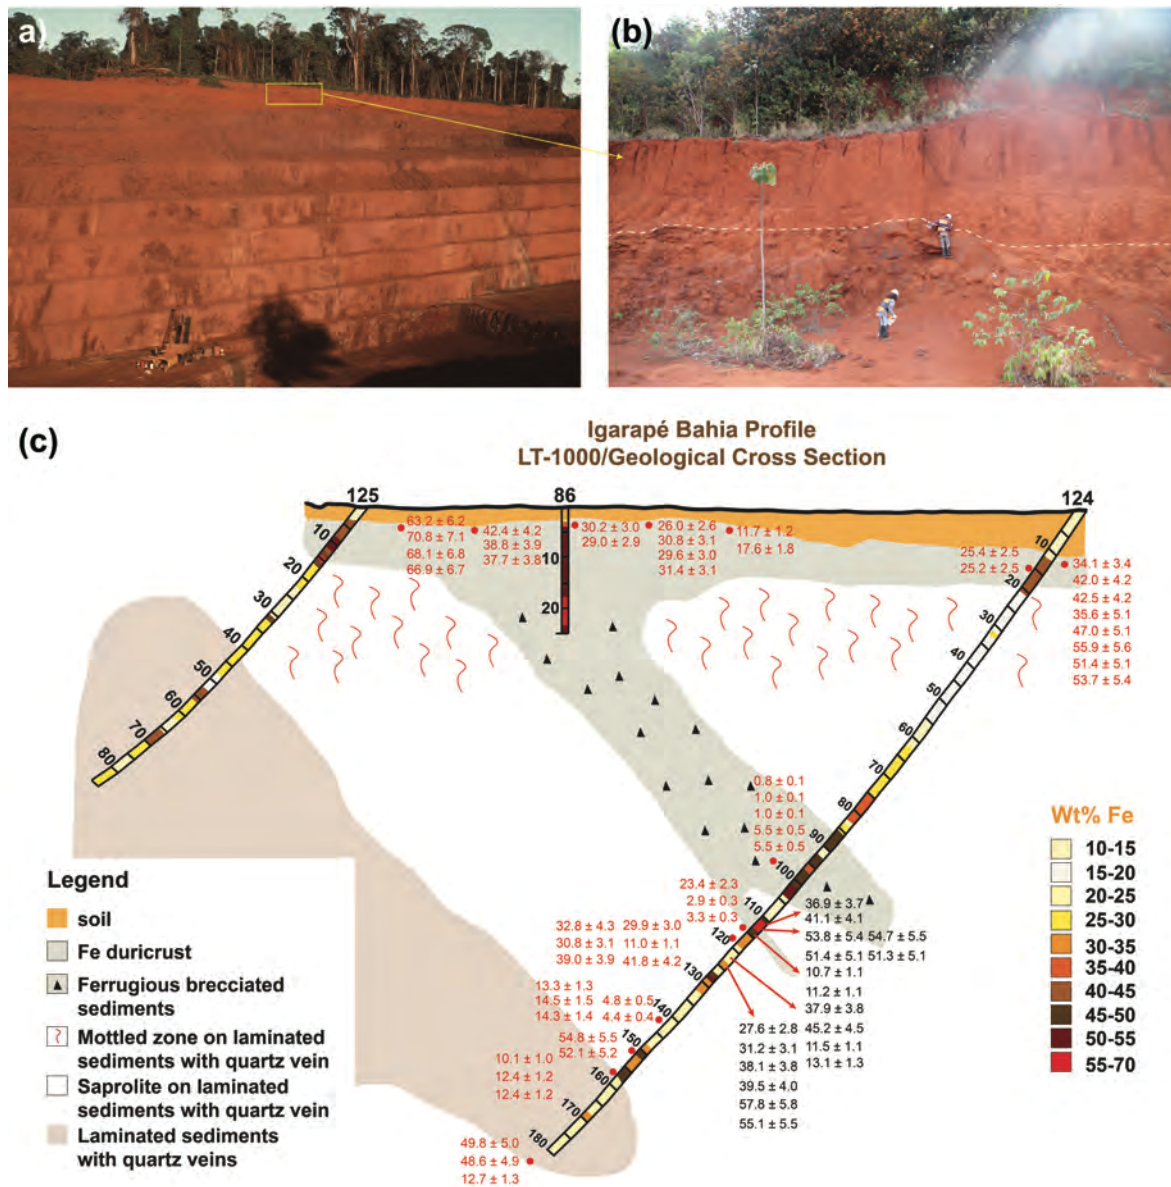 a)
(b)
(c)
Igarapé Bahia Profile
LT-1000/Geological Cross Section
125
86
124
10
20
30
40
50
60
70
80
10
20
10
20
30
40
50
60
70
80
90
100
110
120
130
140
150
160
170
180
63.2 ± 6.2
70.8 ± 7.1
68.1 ± 6.8
66.9 ± 6.7
42.4 ± 4.2
38.8 ± 3.9
37.7 ± 3.8
30.2 ± 3.0
29.0 ± 2.9
26.0 ± 2.6
30.8 ± 3.1
29.6 ± 3.0
31.4 ± 3.1
11.7 ± 1.2
17.6 ± 1.8
25.4 ± 2.5
25.2 ± 2.5
34.1 ± 3.4
42.0 ± 4.2
42.5 ± 4.2
35.6 ± 5.1
47.0 ± 5.1
55.9 ± 5.6
51.4 ± 5.1
53.7 ± 5.4
0.8 ± 0.1
1.0 ± 0.1
1.0 ± 0.1
5.5 ± 0.5
5.5 ± 0.5
23.4 ± 2.3
2.9 ± 0.3
3.3 ± 0.3
32.8 ± 4.3 29.9 ± 3.0
30.8 ± 3.1 11.0 ± 1.1
39.0 ± 3.9 41.8 ± 4.2
13.3 ± 1.3
14.5 ± 1.5 4.8 ± 0.5
14.3 ± 1.4 4.4 ± 0.4
54.8 ± 5.5
52.1 ± 5.2
10.1 ± 1.0
12.4 ± 1.2
12.4 ± 1.2
49.8 ± 5.0
48.6 ± 4.9
12.7 ± 1.3
36.9 ± 3.7
41.1 ± 4.1
53.8 ± 5.4 54.7 ± 5.5
51.4 ± 5.1 51.3 ± 5.1
10.7 ± 1.1
11.2 ± 1.1
37.9 ± 3.8
45.2 ± 4.5
11.5 ± 1.1
13.1 ± 1.3
27.6 ± 2.8
31.2 ± 3.1
38.1 ± 3.8
39.5 ± 4.0
57.8 ± 5.8
55.1 ± 5.5
Legend
soil
Fe duricrust
Ferrugious brecciated
sediments
Mottled zone on laminated
sediments with quartz vein
Saprolite on laminated
sediments with quartz vein
Laminated sediments
with quartz veins
Wt% Fe
10-15
15-20
20-25
25-30
30-35
35-40
40-45
45-50
50-55
55-70